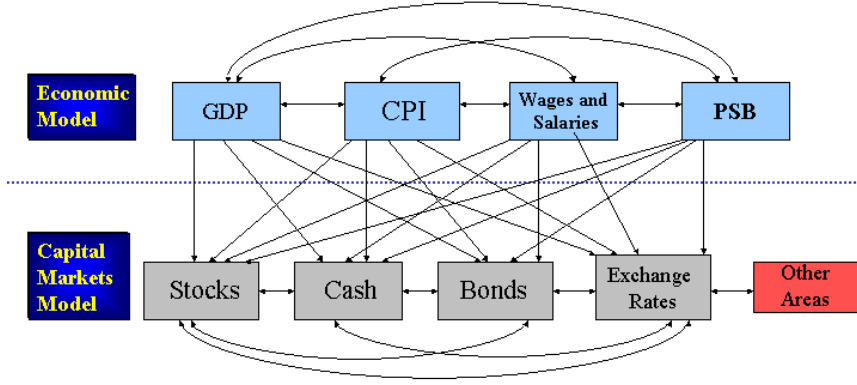 Economic
Model
GDP
CPI
Wages and
Salaries
PSB
Capital
Markets
Model
Stocks
Cash
Bonds
Exchange
Rates
Other
Areas